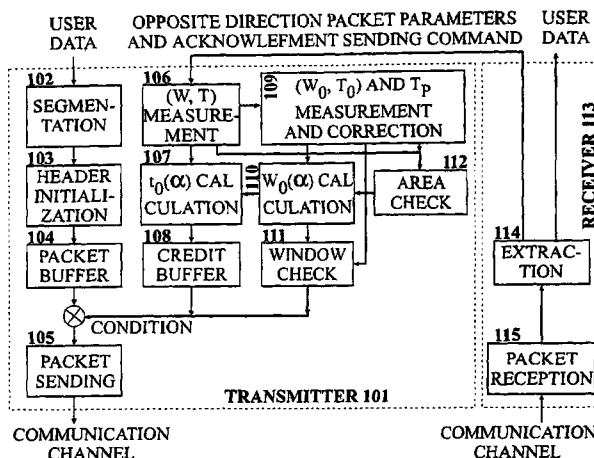 USER
DATA
OPPOSITE DIRECTION PACKET PARAMETERS
AND ACKNOWLEFMENT SENDING COMMAND
USER
DATA
102
SEGMEN-
TATION
103
HEADER
INITIALI-
ZATION
104
PACKET
BUFFER
105
PACKET
SENDING
CONDITION
106
(W, T)
MEASURE-
MENT
107
t₀(α) CAL
CULATION
108
CREDIT
BUFFER
109
(W₀, T₀) AND Tₚ
MEASUREMENT
AND CORRECTION
110
W₀(α) CAL
CULATION
111
WINDOW
CHECK
112
AREA
CHECK
TRANSMITTER 101
RECEIVER 113
114
EXTRAC-
TION
115
PACKET
RECEPTION
COMMUNICATION
CHANNEL
COMMUNICATION
CHANNEL